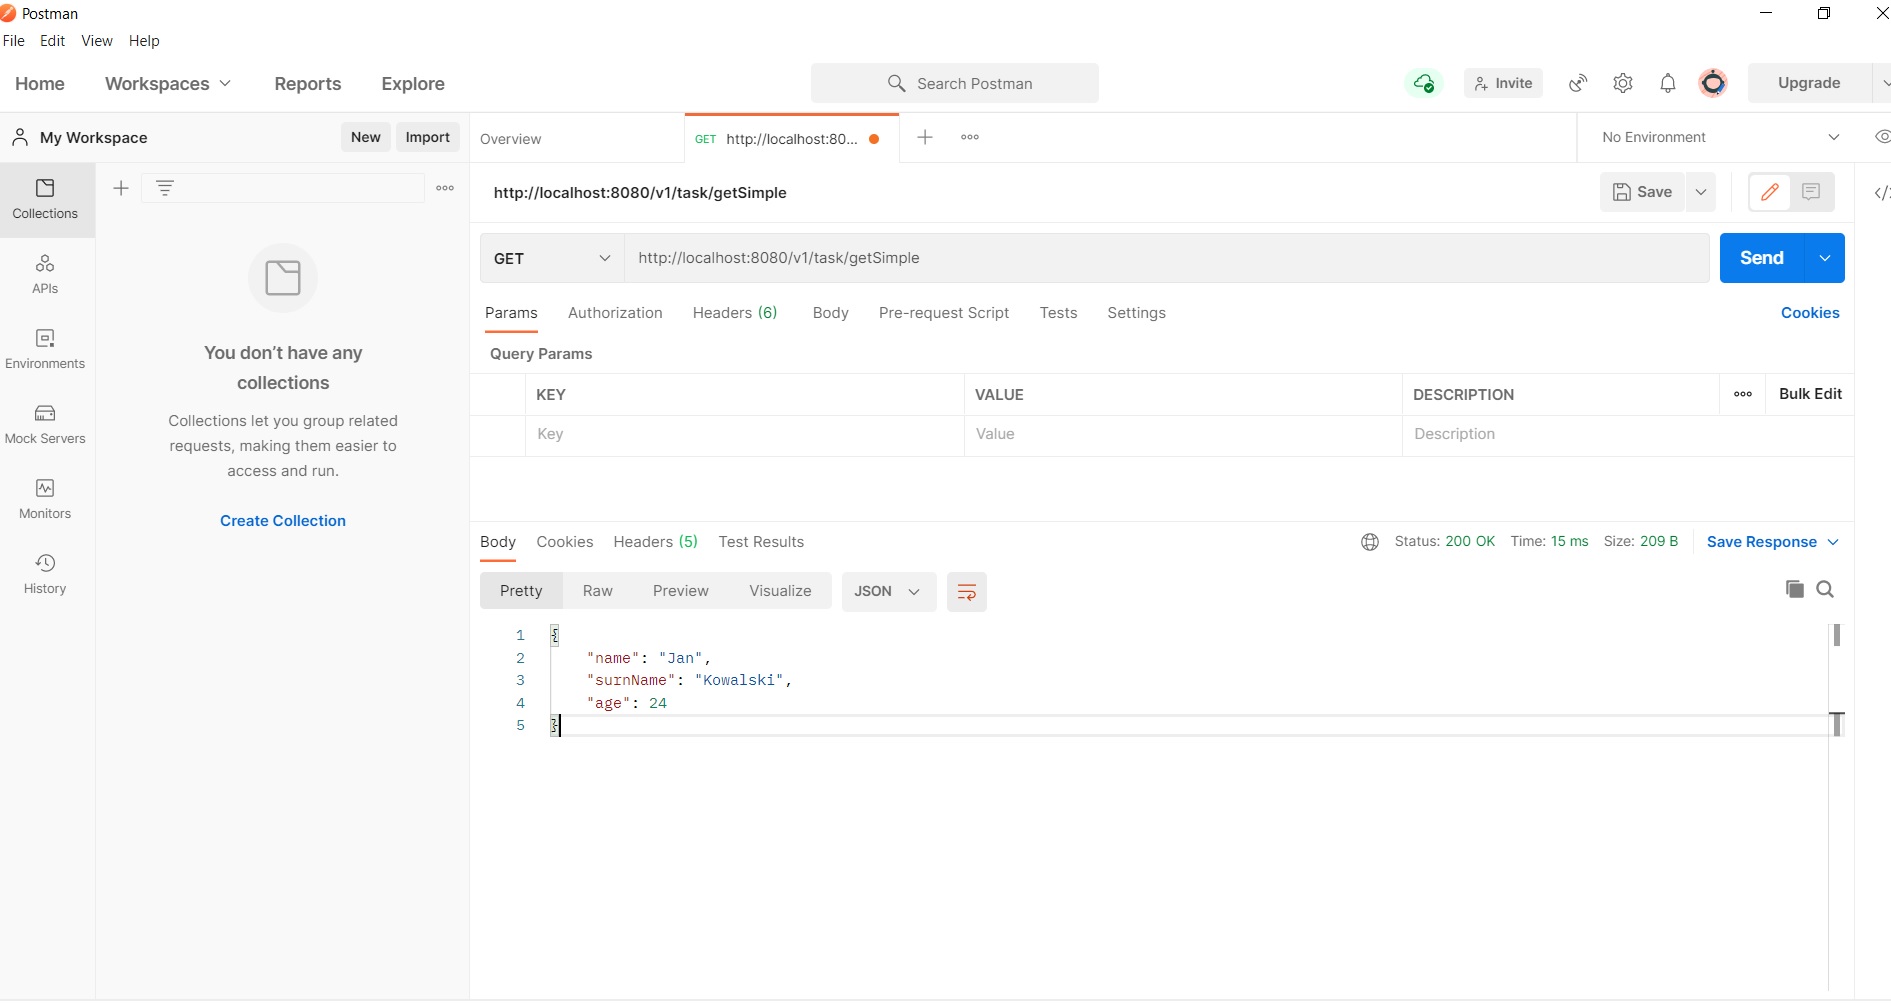 Postman
File Edit View Help
Home Workspaces Reports Explore Search Postman Invite Upgrade
My Workspace New Import Overview GET http://localhost:80... No Environment
http://localhost:8080/v1/task/getSimple Save
Collections
GET http://localhost:8080/v1/task/getSimple Send
APIs
Params Authorization Headers (6) Body Pre-request Script Tests Settings Cookies
Environments
Query Params
KEY VALUE DESCRIPTION Bulk Edit
Key Value Description
Mock Servers
Monitors
History
You don’t have any
collections
Collections let you group related
requests, making them easier to
access and run.
Create Collection
Body Cookies Headers (5) Test Results Status: 200 OK Time: 15 ms Size: 209 B Save Response
Pretty Raw Preview Visualize JSON
1 {
2 "name": "Jan",
3 "surnName": "Kowalski",
4 "age": 24
5 }